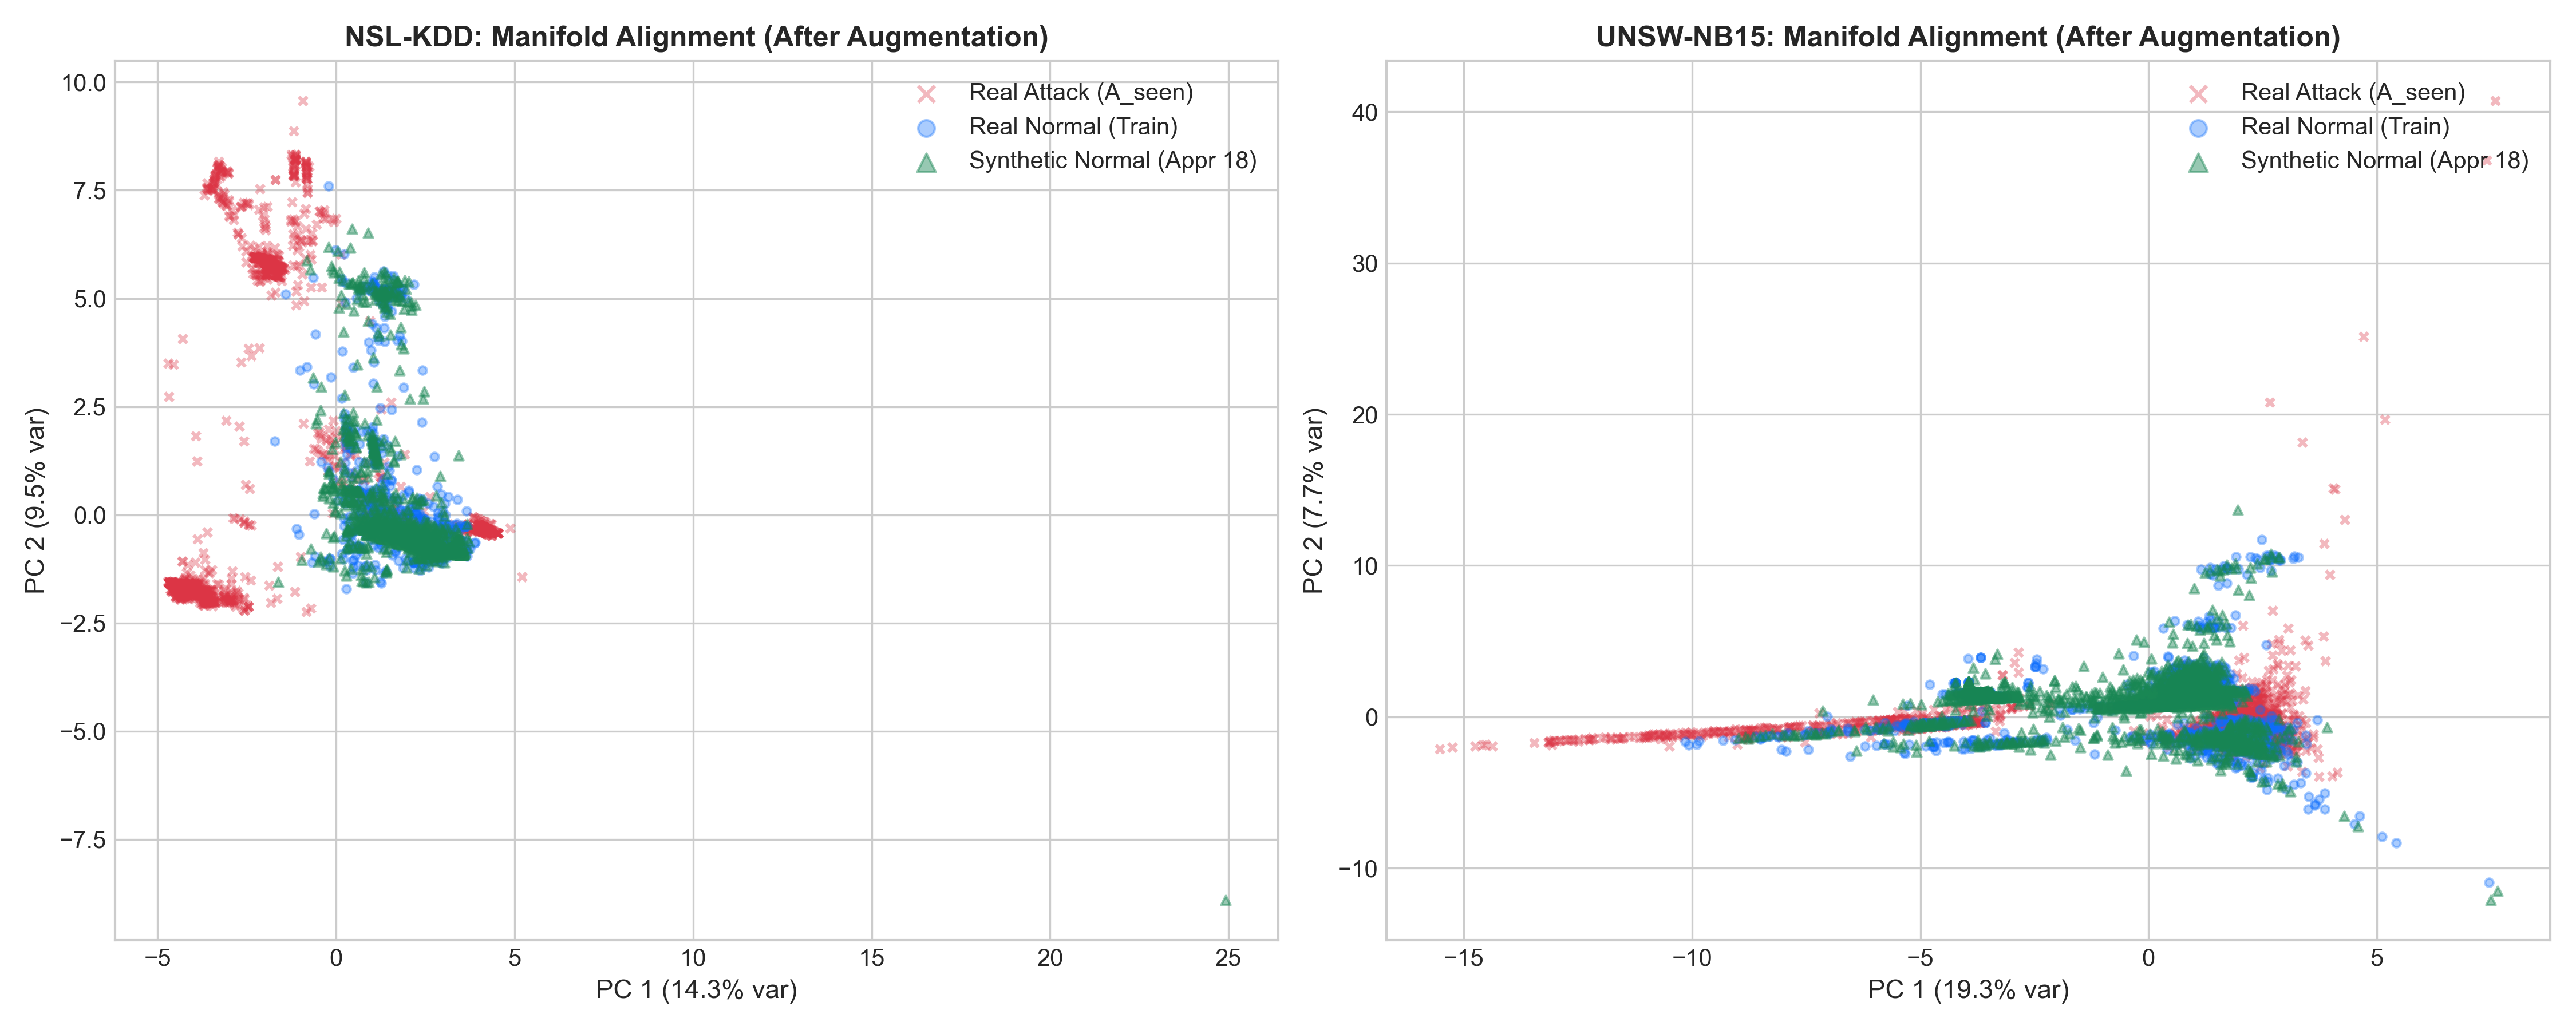 NSL-KDD: Manifold Alignment (After Augmentation)
Real Attack (A_seen)
Real Normal (Train)
Synthetic Normal (Appr 18)
10.0
7.5
5.0
2.5
0.0
−2.5
−5.0
−7.5
PC 2 (9.5% var)
−5
0
5
10
15
20
25
PC 1 (14.3% var)
UNSW-NB15: Manifold Alignment (After Augmentation)
Real Attack (A_seen)
Real Normal (Train)
Synthetic Normal (Appr 18)
40
30
20
10
0
−10
PC 2 (7.7% var)
−15
−10
−5
0
5
PC 1 (19.3% var)